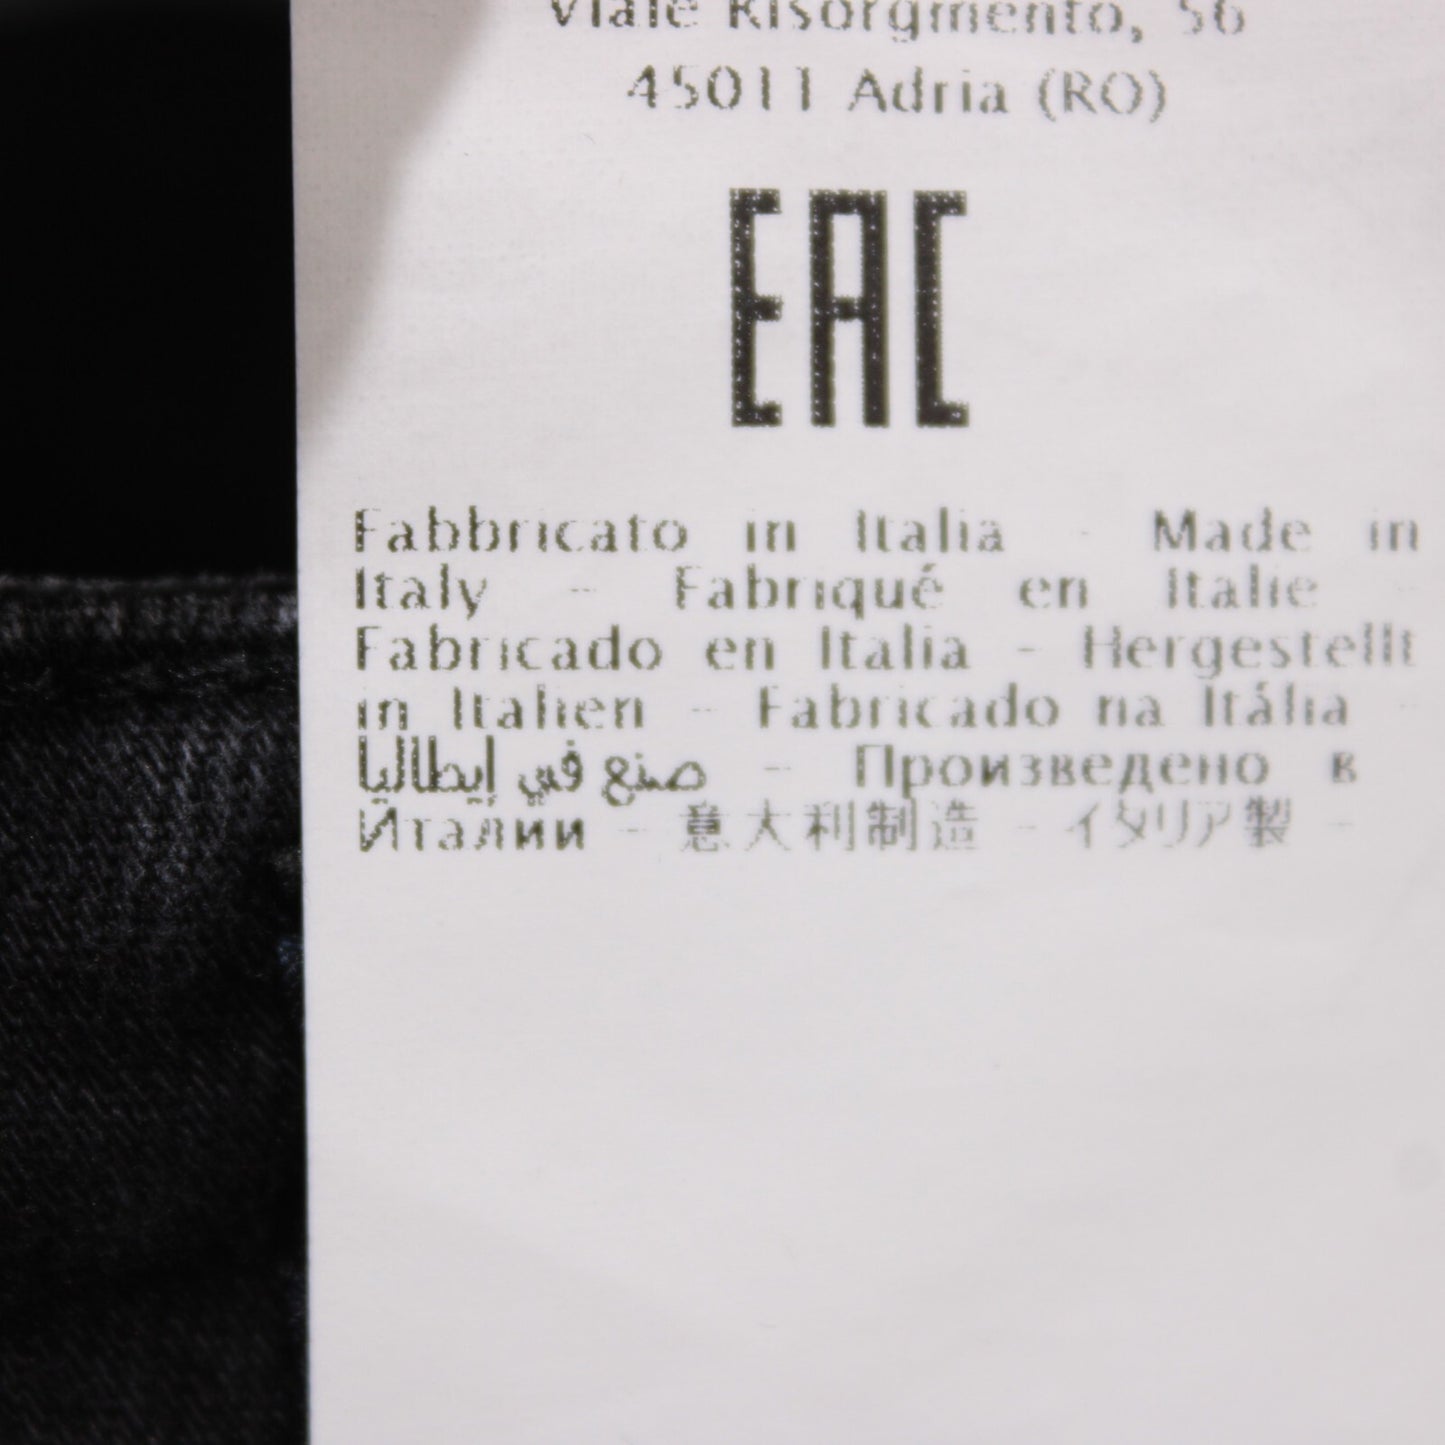 Viale Risorgimento, 56
45011 Adria (RO)
EAC
Fabbricato in Italia - Made in
Italy - Fabriqué en Italie -
Fabricado en Italia - Hergestellt
in Italien - Fabricado na Itália -
صنع في إيطاليا - Произведено в
Италии - 意大利制造 - イタリア製 -